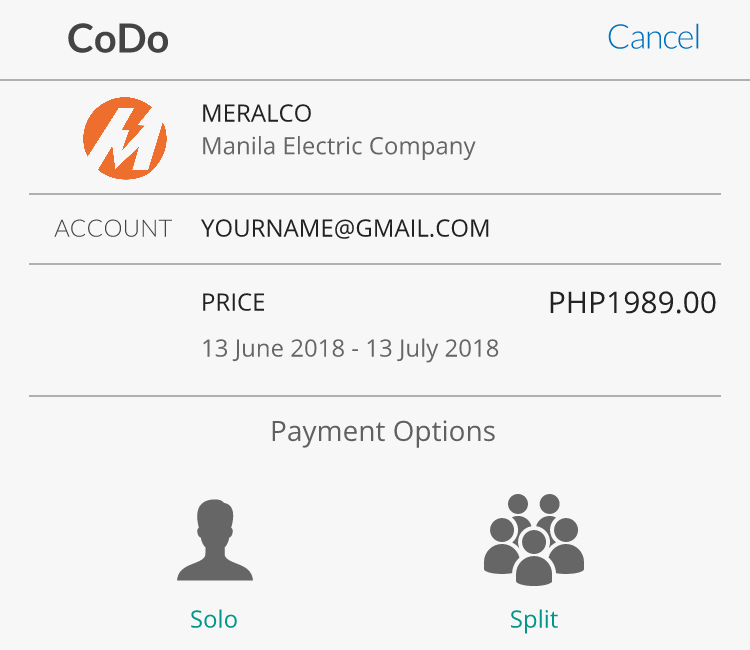 CoDo Cancel
MERALCO
Manila Electric Company
ACCOUNT YOURNAME@GMAIL.COM
PRICE PHP1989.00
13 June 2018 - 13 July 2018
Payment Options
Solo Split